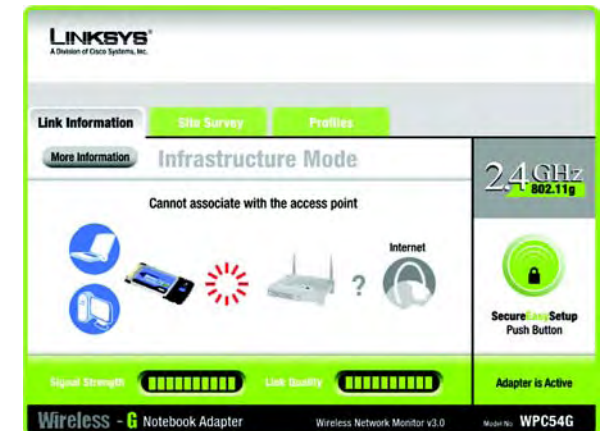 LINKSYS®
A Division of Cisco Systems, Inc.
Link Information
Site Survey
Profiles
More Information
Infrastructure Mode
2.4 GHz
802.11g
Cannot associate with the access point
Internet
?
SecureEasySetup
Push Button
Signal Strength
Link Quality
Adapter is Active
Wireless - G Notebook Adapter
Wireless Network Monitor v3.0
Model No. WPC54G